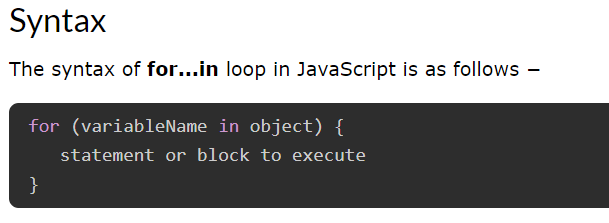 Syntax
The syntax of for...in loop in JavaScript is as follows −
for (variableName in object) {
   statement or block to execute
}